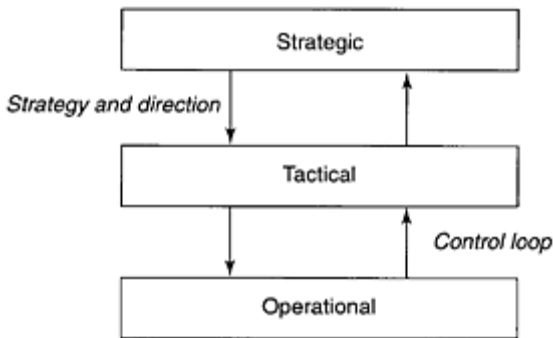 Strategic
Strategy and direction
Tactical
Control loop
Operational